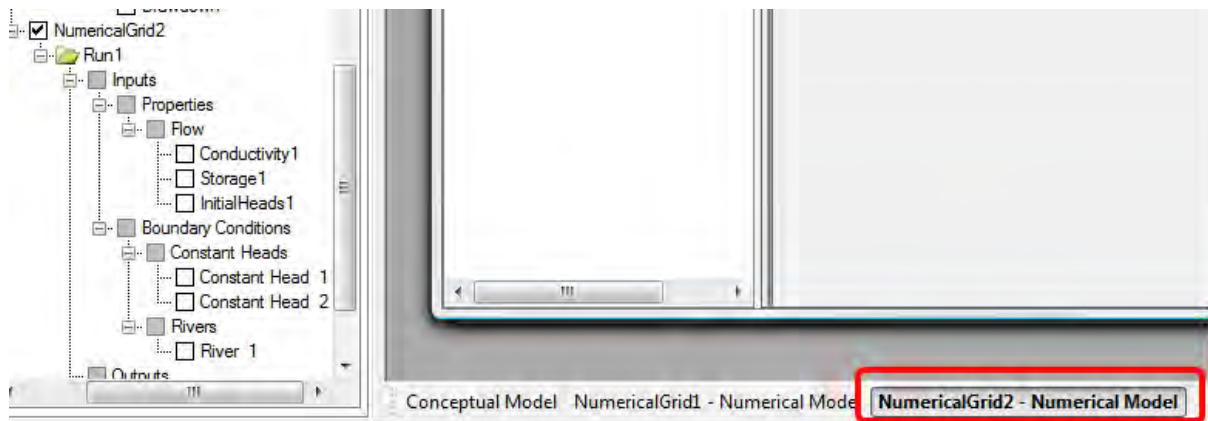 Drawdown
NumericalGrid2
Run1
Inputs
Properties
Flow
Conductivity1
Storage1
InitialHeads1
Boundary Conditions
Constant Heads
Constant Head 1
Constant Head 2
Rivers
River 1
Outputs
Conceptual Model NumericalGrid1 - Numerical Mode NumericalGrid2 - Numerical Model